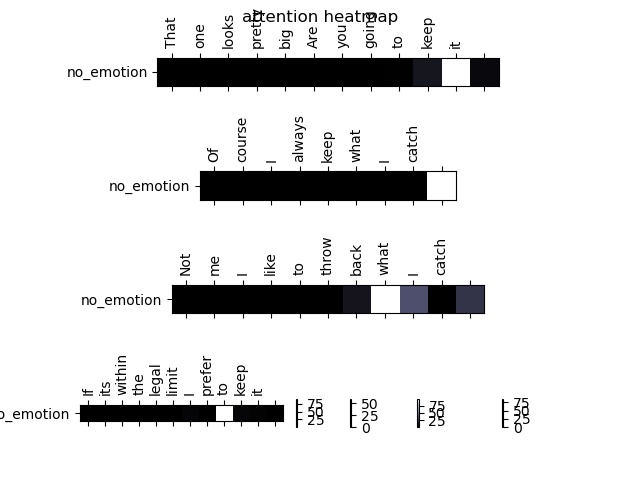 attention heatmap
That one looks pretty big Are you going to keep it
no_emotion
Of course I always keep what I catch
no_emotion
Not me I like to throw back what I catch
no_emotion
If its within the legal limit I prefer to keep it
o_emotion
75 50 25
50 25 0
75 50 25
75 50 25 0